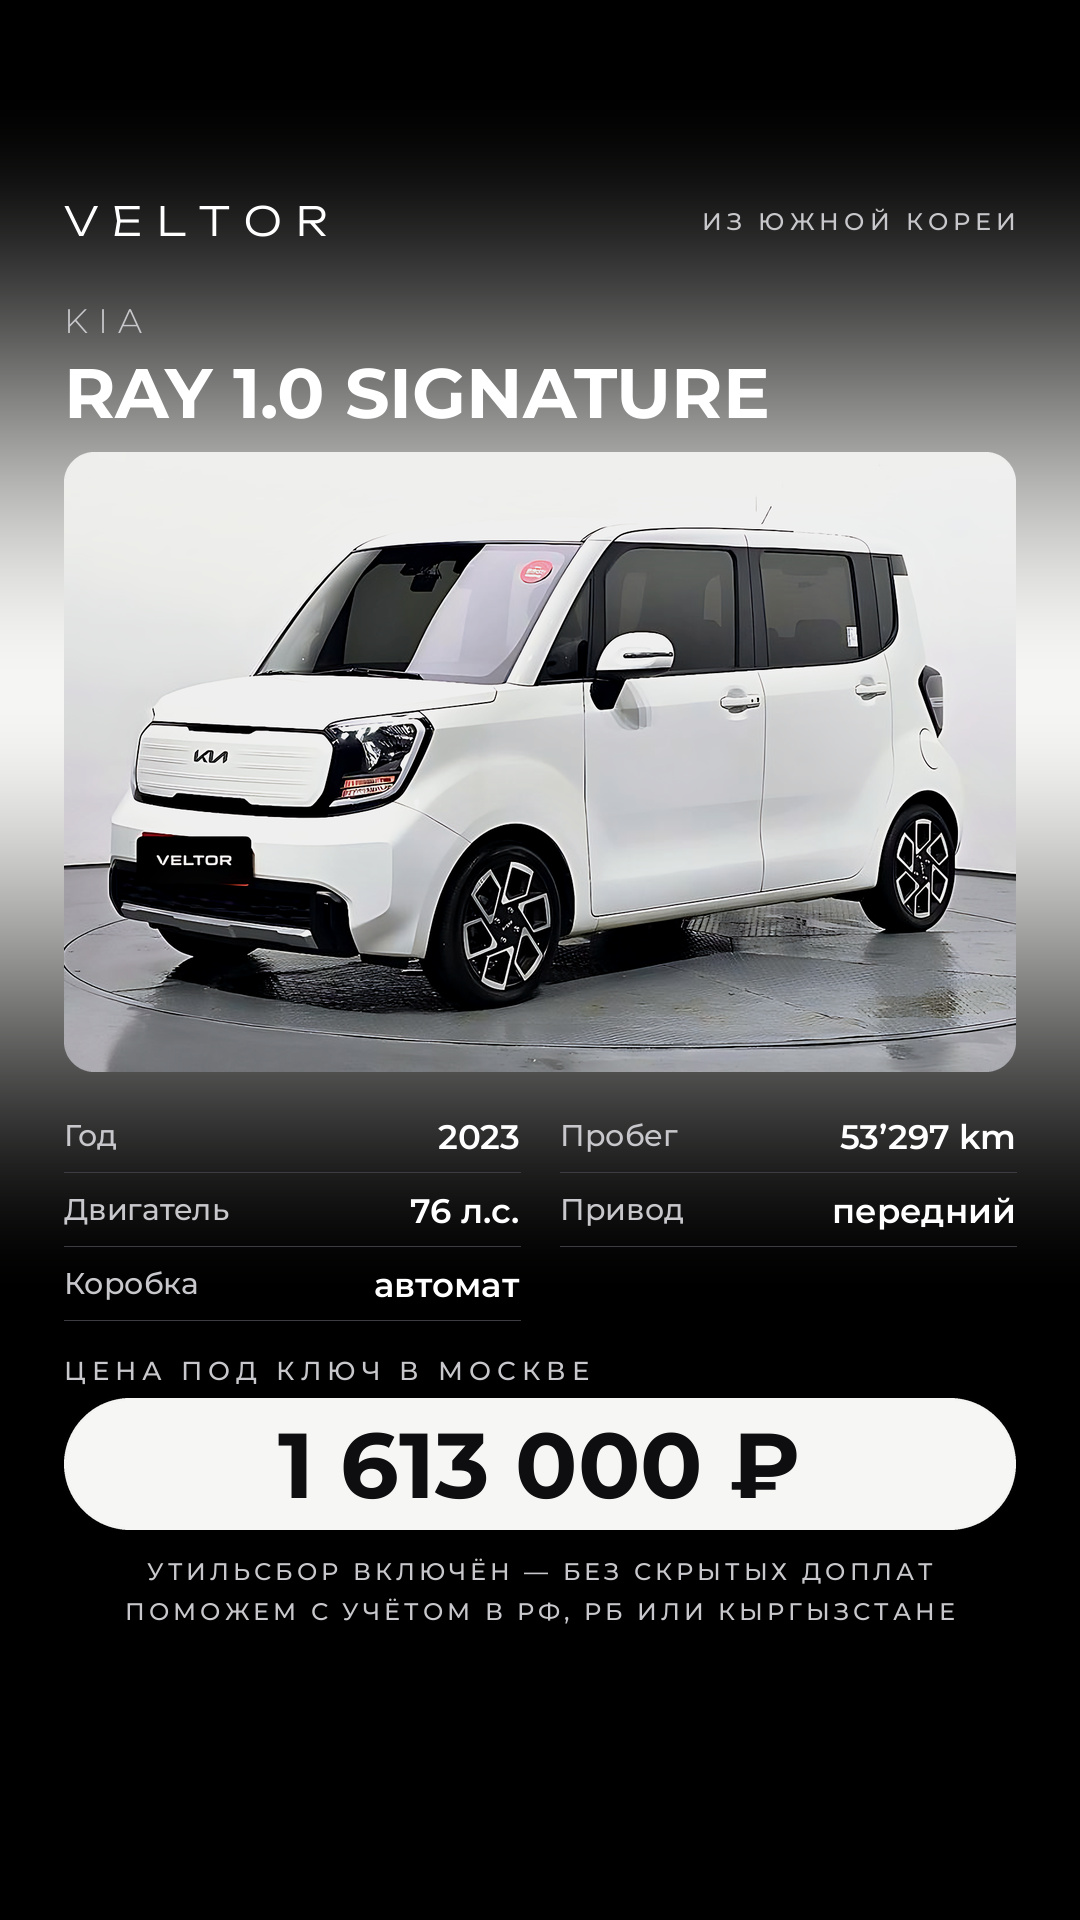 VELTOR
ИЗ ЮЖНОЙ КОРЕИ
KIA
RAY 1.0 SIGNATURE
VELTOR
Год 2023 Пробег 53’297 km
Двигатель 76 л.с. Привод передний
Коробка автомат
ЦЕНА ПОД КЛЮЧ В МОСКВЕ
1 613 000 ₽
УТИЛЬСБОР ВКЛЮЧЁН — БЕЗ СКРЫТЫХ ДОПЛАТ
ПОМОЖЕМ С УЧЁТОМ В РФ, РБ ИЛИ КЫРГЫЗСТАНЕ